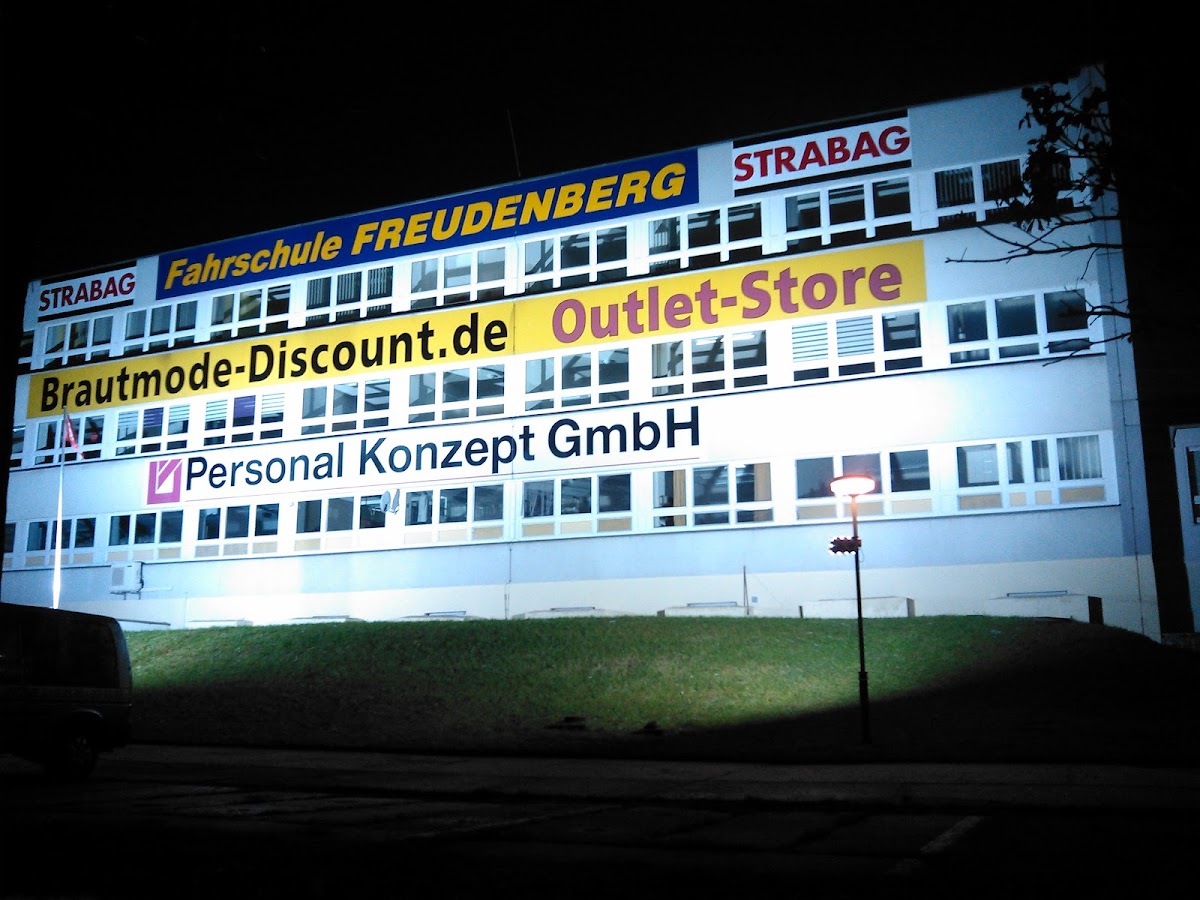 STRABAG
Fahrschule FREUDENBERG
STRABAG
Brautmode-Discount.de
Outlet-Store
Personal Konzept GmbH